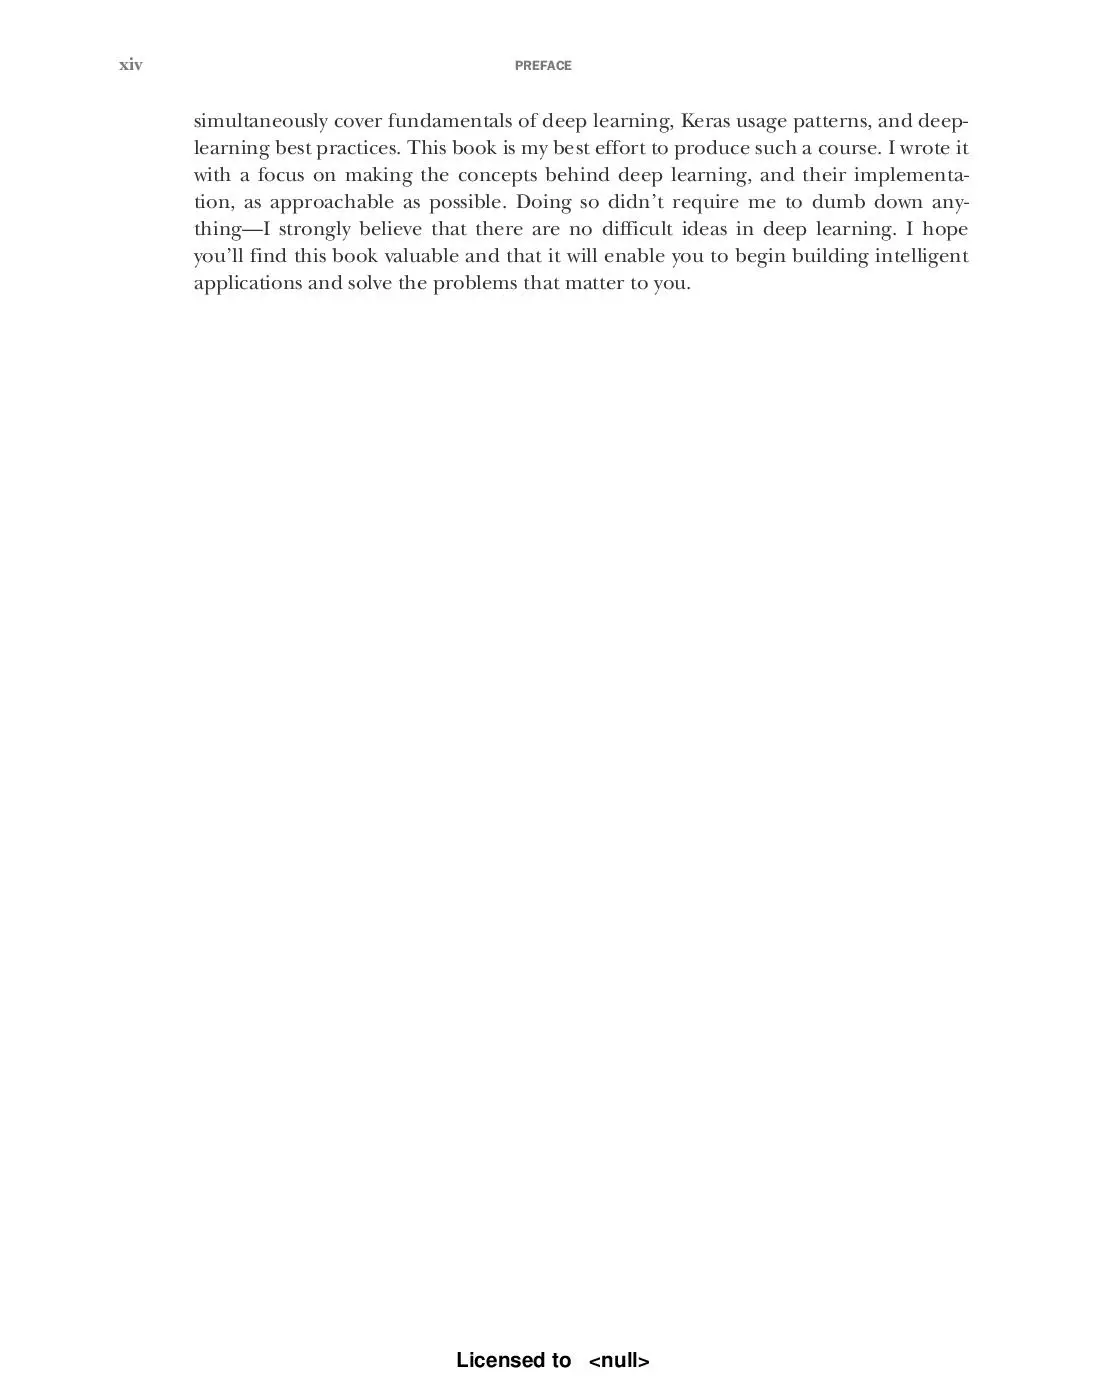 xiv
PREFACE
simultaneously cover fundamentals of deep learning, Keras usage patterns, and deep-
learning best practices. This book is my best effort to produce such a course. I wrote it
with a focus on making the concepts behind deep learning, and their implementa-
tion, as approachable as possible. Doing so didn’t require me to dumb down any-
thing—I strongly believe that there are no difficult ideas in deep learning. I hope
you’ll find this book valuable and that it will enable you to begin building intelligent
applications and solve the problems that matter to you.
Licensed to <null>